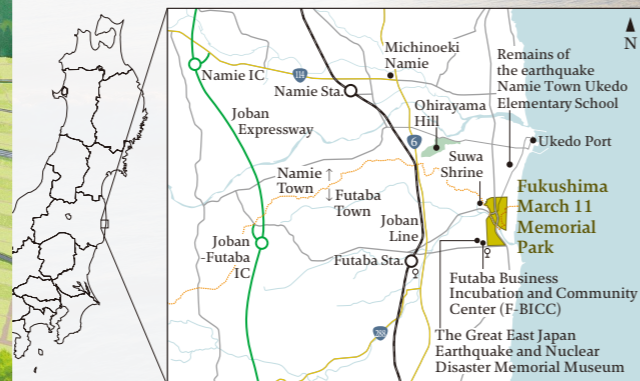 N
Michinoeki
Namie
Remains of
the earthquake
Namie Town Ukedo
Elementary School
Namie IC
114
Namie Sta.
Ohirayama
Hill
Joban
Expressway
6
Ukedo Port
Suwa
Shrine
Namie ↑
Town
↓ Futaba
Town
Fukushima
March 11
Memorial
Park
Joban
Line
Joban
-Futaba
IC
Futaba Sta.
Futaba Business
Incubation and Community
Center (F-BICC)
288
The Great East Japan
Earthquake and Nuclear
Disaster Memorial Museum